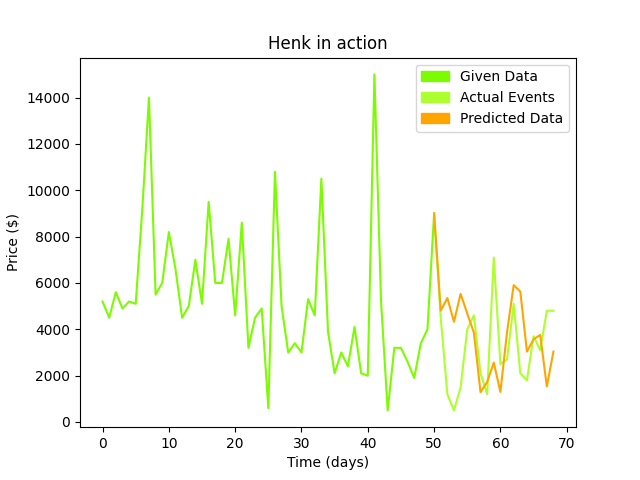 Henk in action
Given Data
Actual Events
Predicted Data
Price ($)
14000
12000
10000
8000
6000
4000
2000
0
0 10 20 30 40 50 60 70
Time (days)